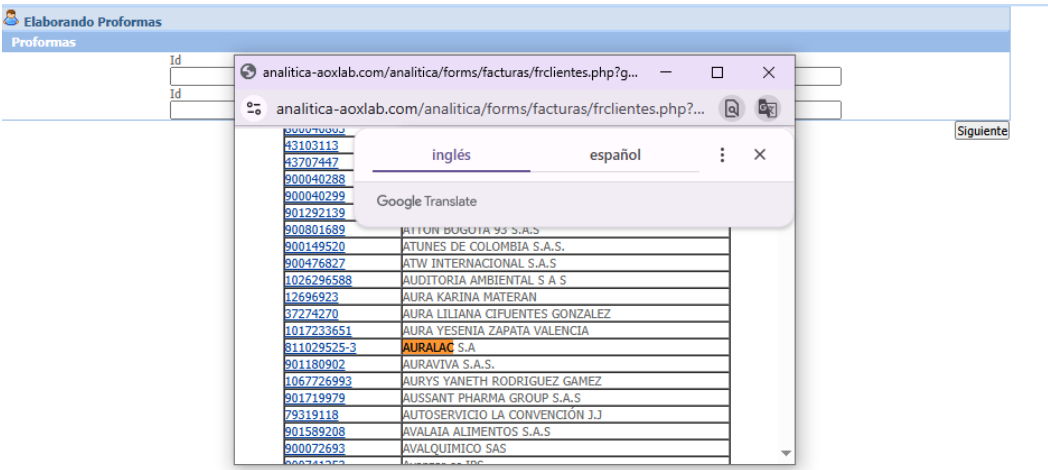 Elaborando Proformas
Proformas
Id
Id
Siguiente
analitica-aoxlab.com/analitica/forms/facturas/frclientes.php?g...
analitica-aoxlab.com/analitica/forms/facturas/frclientes.php?...
inglés español
Google Translate
43103113
43707447
900040288
900040299
901292139
900801689 ATTON BOGOTA 93 S.A.S
900149520 ATUNES DE COLOMBIA S.A.S.
900476827 ATW INTERNACIONAL S.A.S
1026296588 AUDITORIA AMBIENTAL S A S
12696923 AURA KARINA MATERAN
37274270 AURA LILIANA CIFUENTES GONZALEZ
1017233651 AURA YESENIA ZAPATA VALENCIA
811029525-3 AURALAC S.A
901180902 AURAVIVA S.A.S.
1067726993 AURYS YANETH RODRIGUEZ GAMEZ
901719979 AUSSANT PHARMA GROUP S.A.S
79319118 AUTOSERVICIO LA CONVENCIÓN J.J
901589208 AVALAIA ALIMENTOS S.A.S
900072693 AVALQUIMICO SAS